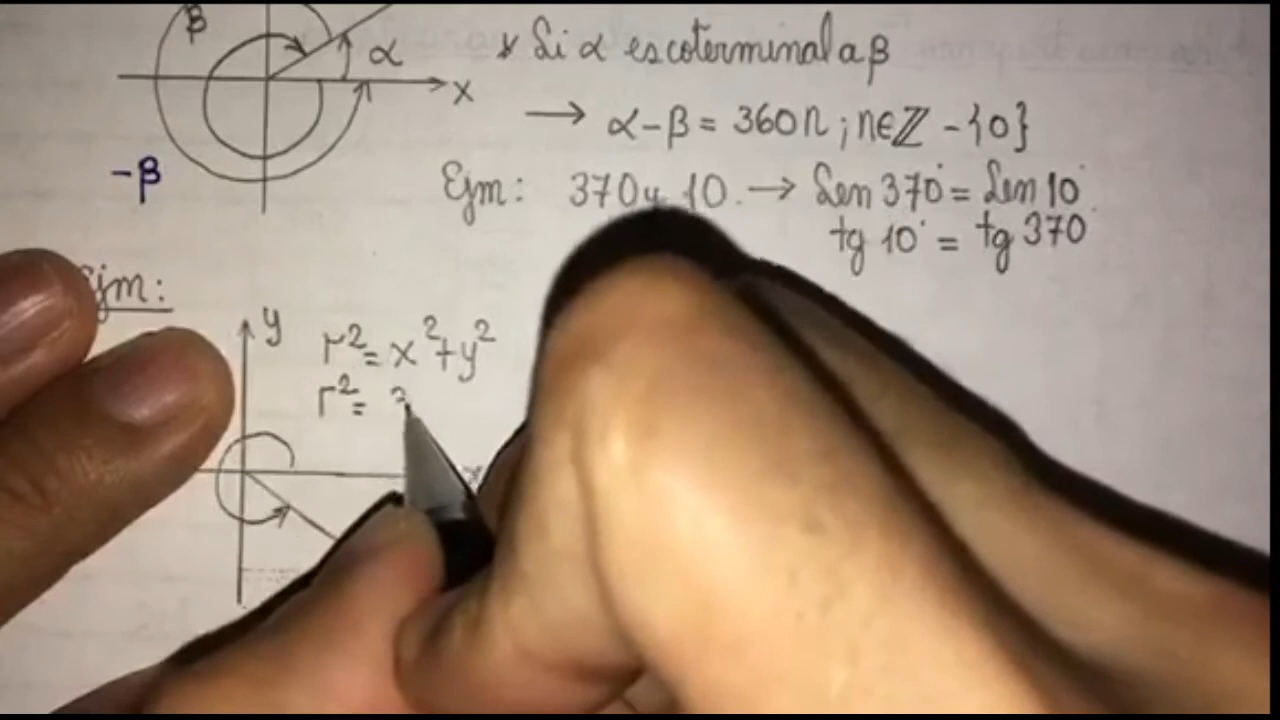 β
α
x
-β
* Si α es coterminal a β
→ α-β = 360n ; n∈ℤ -{0}
Ejm: 370 y 10 → Sen 370° = Sen 10°
tg 10° = tg 370
Ejm:
y
r² = x² + y²
r² =